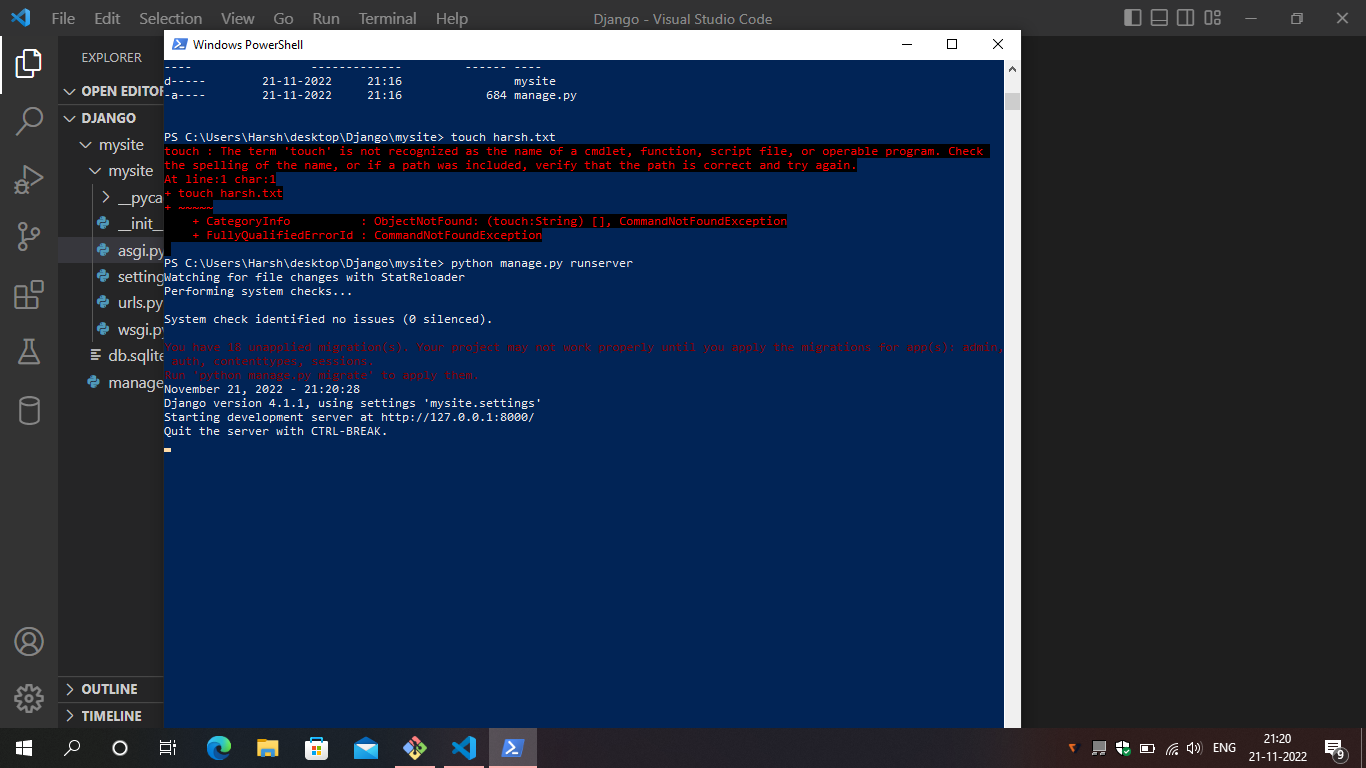 File Edit Selection View Go Run Terminal Help
Django - Visual Studio Code
EXPLORER
OPEN EDITOR
DJANGO
mysite
mysite
__pyca
__init__
asgi.py
setting
urls.py
wsgi.py
db.sqlite
manage
OUTLINE
TIMELINE
Windows PowerShell
---- ------------- ------ ----
d----- 21-11-2022 21:16 mysite
-a---- 21-11-2022 21:16 684 manage.py
PS C:\Users\Harsh\desktop\Django\mysite> touch harsh.txt
touch : The term 'touch' is not recognized as the name of a cmdlet, function, script file, or operable program. Check
the spelling of the name, or if a path was included, verify that the path is correct and try again.
At line:1 char:1
+ touch harsh.txt
+ ~~~~~
+ CategoryInfo : ObjectNotFound: (touch:String) [], CommandNotFoundException
+ FullyQualifiedErrorId : CommandNotFoundException
PS C:\Users\Harsh\desktop\Django\mysite> python manage.py runserver
Watching for file changes with StatReloader
Performing system checks...
System check identified no issues (0 silenced).
You have 18 unapplied migration(s). Your project may not work properly until you apply the migrations for app(s): admin,
auth, contenttypes, sessions.
Run 'python manage.py migrate' to apply them.
November 21, 2022 - 21:20:28
Django version 4.1.1, using settings 'mysite.settings'
Starting development server at http://127.0.0.1:8000/
Quit the server with CTRL-BREAK.
ENG
21:20
21-11-2022
9